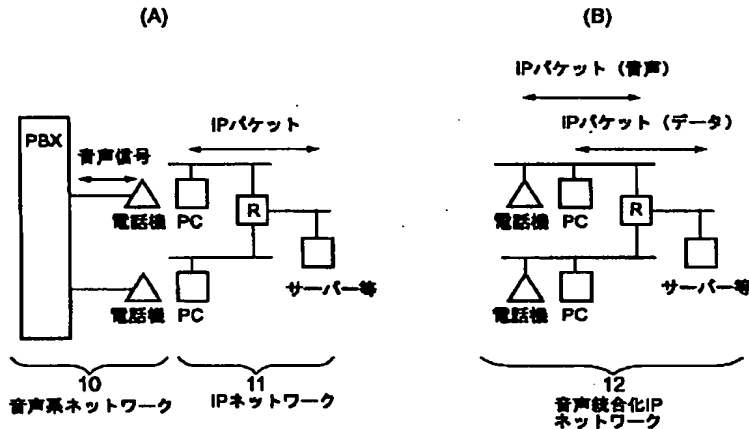 (A)
PBX
音声信号
IPパケット
電話機
PC
R
電話機
PC
サーバー等
10
音声系ネットワーク
11
IPネットワーク
(B)
IPパケット（音声）
IPパケット（データ）
電話機
PC
R
電話機
PC
サーバー等
12
音声統合化IP
ネットワーク